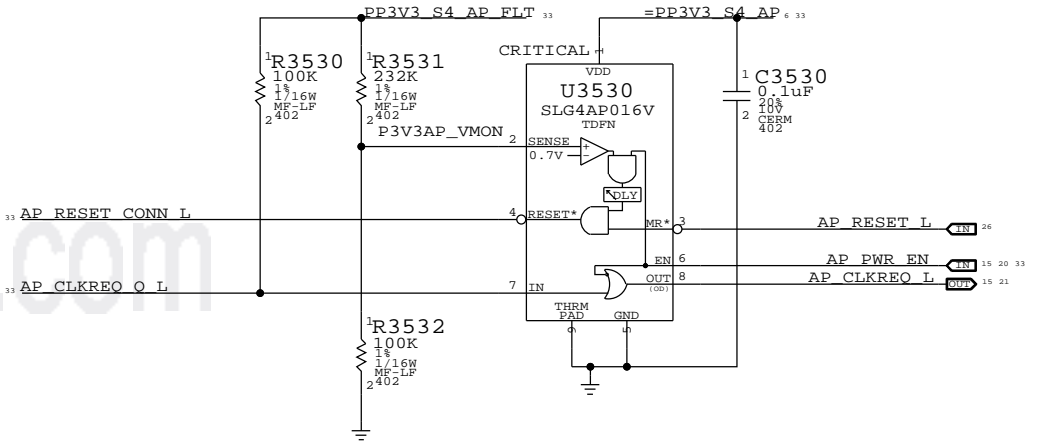 PP3V3_S4_AP_FLT 33
=PP3V3_S4_AP 6 33
CRITICAL
1
VDD
U3530
SLG4AP016V
TDFN
1
R3530
100K
1%
1/16W
MF-LF
2 402
1
R3531
232K
1%
1/16W
MF-LF
2 402
1
C3530
0.1uF
20%
10V
2
CERM
402
P3V3AP_VMON
2
SENSE
+
-
0.7V
DLY
33 AP_RESET_CONN_L
4
RESET*
MR*
3
AP_RESET_L
IN 26
EN
6
AP_PWR_EN
IN 15 20 33
33 AP_CLKREQ_Q_L
7
IN
OUT
(OD)
8
AP_CLKREQ_L
OUT 15 21
THRM
PAD
GND
9
5
1
R3532
100K
1%
1/16W
MF-LF
2 402
.com